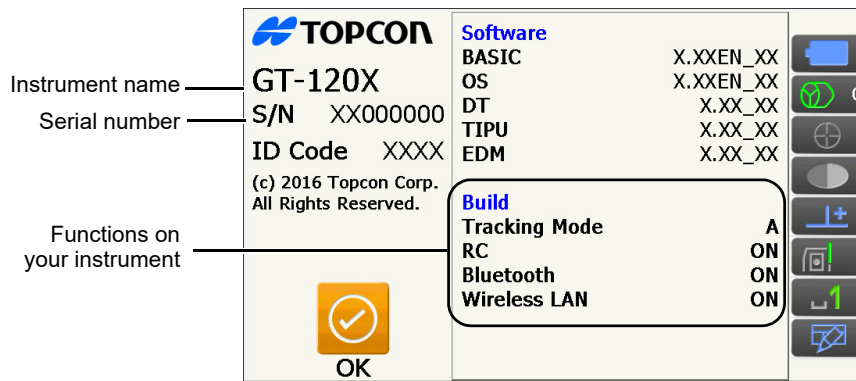 Instrument name
Serial number
Functions on
your instrument
TOPCON
GT-120X
S/N XX000000
ID Code XXXX
(c) 2016 Topcon Corp.
All Rights Reserved.
OK
Software
BASIC X.XXEN_XX
OS X.XXEN_XX
DT X.XX_XX
TIPU X.XX_XX
EDM X.XX_XX
Build
Tracking Mode A
RC ON
Bluetooth ON
Wireless LAN ON
1